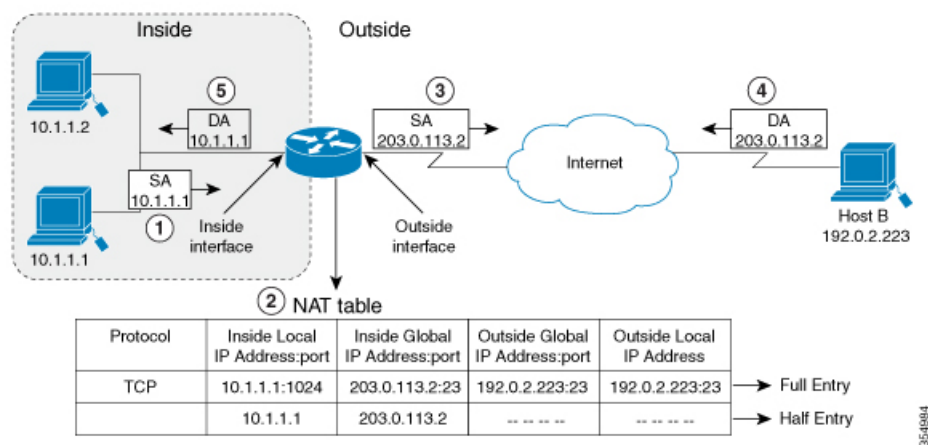 Inside
Outside
10.1.1.2
5
DA
10.1.1.1
3
SA
203.0.113.2
4
DA
203.0.113.2
Internet
SA
10.1.1.1
1
10.1.1.1
Inside
interface
Outside
interface
Host B
192.0.2.223
2 NAT table
Protocol
Inside Local
IP Address:port
Inside Global
IP Address:port
Outside Global
IP Address:port
Outside Local
IP Address
TCP
10.1.1.1:1024
203.0.113.2:23
192.0.2.223:23
192.0.2.223:23
Full Entry
10.1.1.1
203.0.113.2
-- -- -- --
-- -- -- --
Half Entry
354984